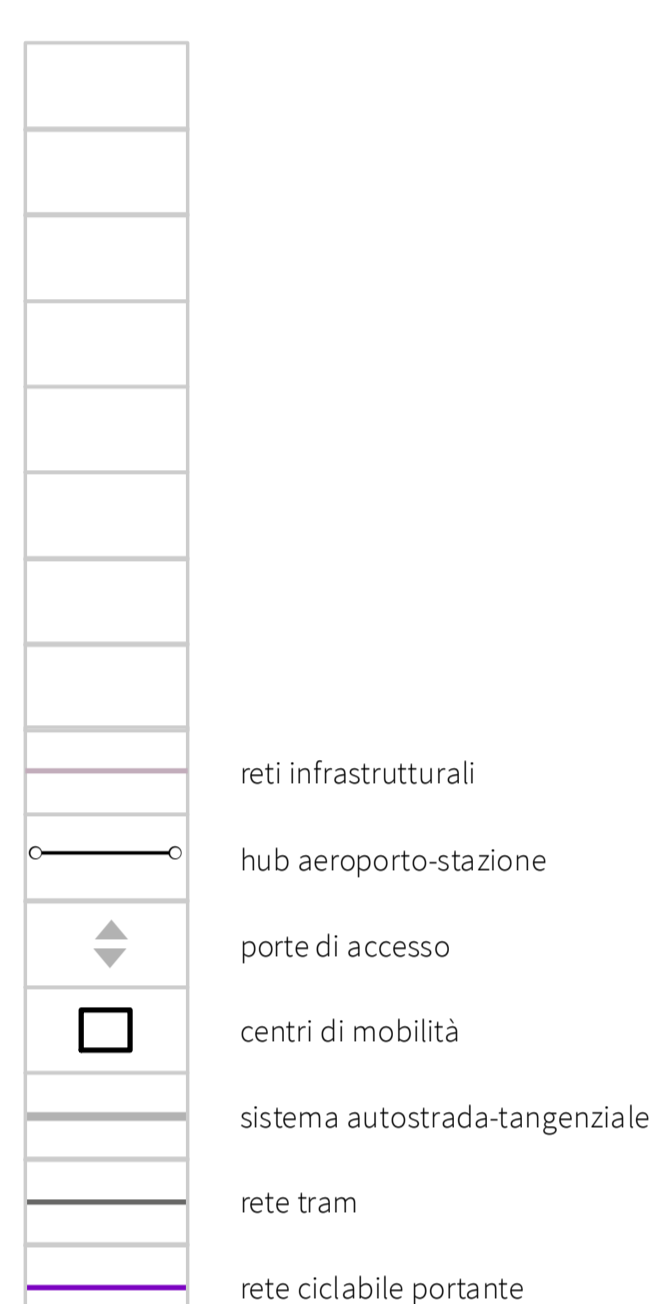 reti infrastrutturali
hub aeroporto-stazione
porte di accesso
centri di mobilità
sistema autostrada-tangenziale
rete tram
rete ciclabile portante